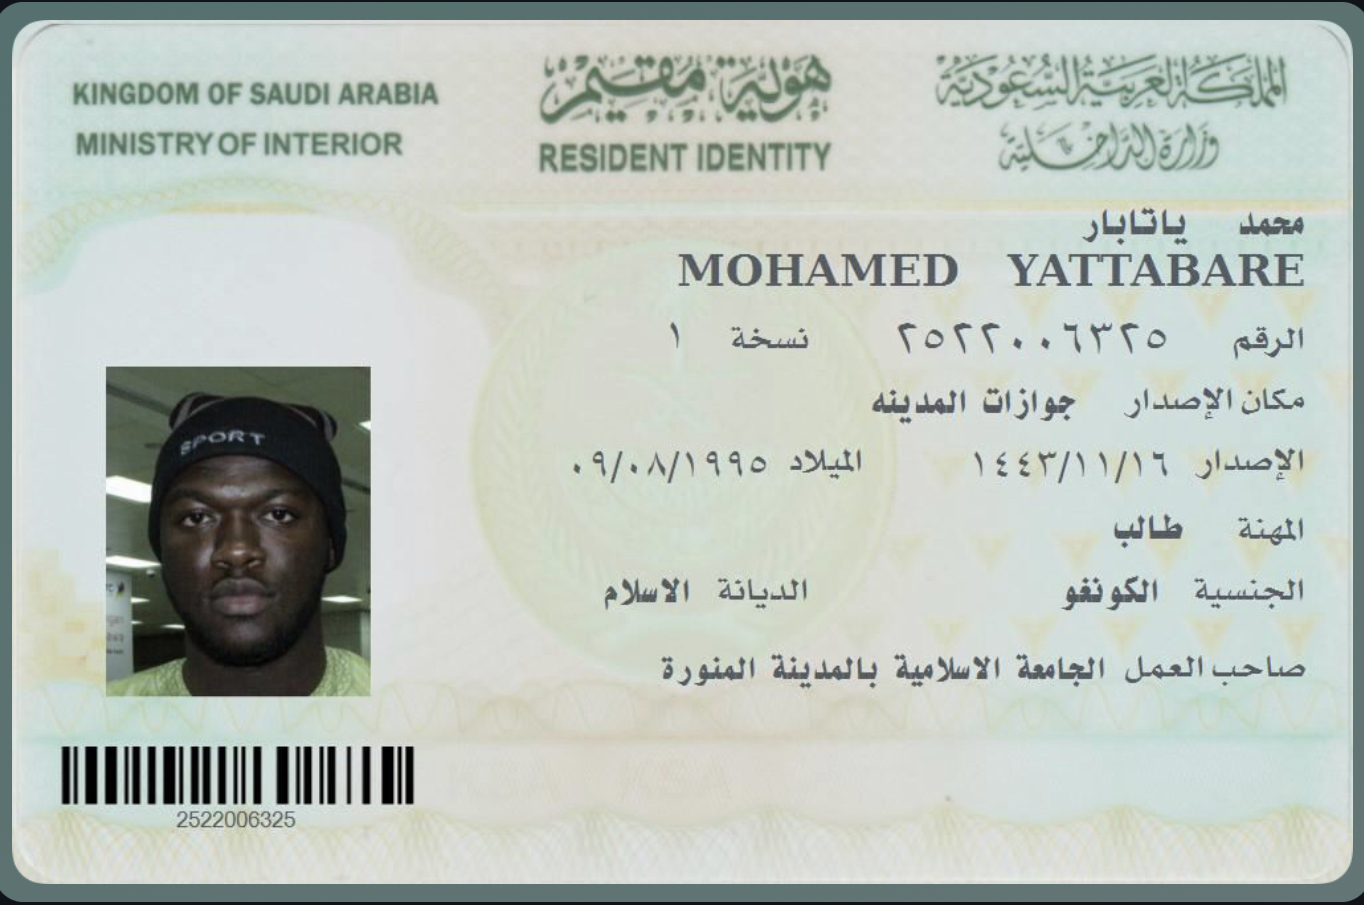 KINGDOM OF SAUDI ARABIA
MINISTRY OF INTERIOR
هوية مقيم
RESIDENT IDENTITY
المملكة العربية السعودية
وزارة الداخلية
محمد ياتابار
MOHAMED YATTABARE
الرقم ٢٥٢٢٠٠٦٣٢٥ نسخة ١
مكان الإصدار جوازات المدينه
الإصدار ١٤٤٣/١١/١٦ الميلاد ٠٩/٠٨/١٩٩٥
المهنة طالب
الجنسية الكونغو الديانة الاسلام
صاحب العمل الجامعة الاسلامية بالمدينة المنورة
SPORT
2522006325
KSA KSA